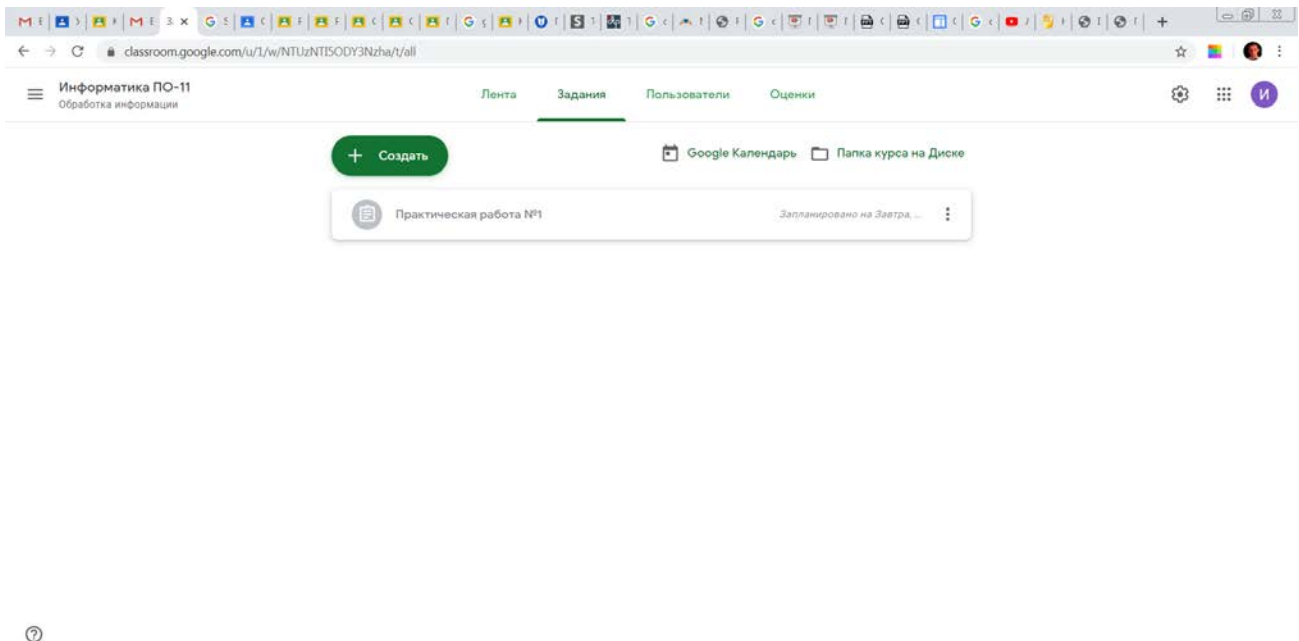 classroom.google.com/u/1/w/NTUzNTI5ODY3Nzha/t/all
Информатика ПО-11
Обработка информации
Лента Задания Пользователи Оценки
И
+ Создать
Google Календарь Папка курса на Диске
Практическая работа №1 Запланировано на Завтра, ...